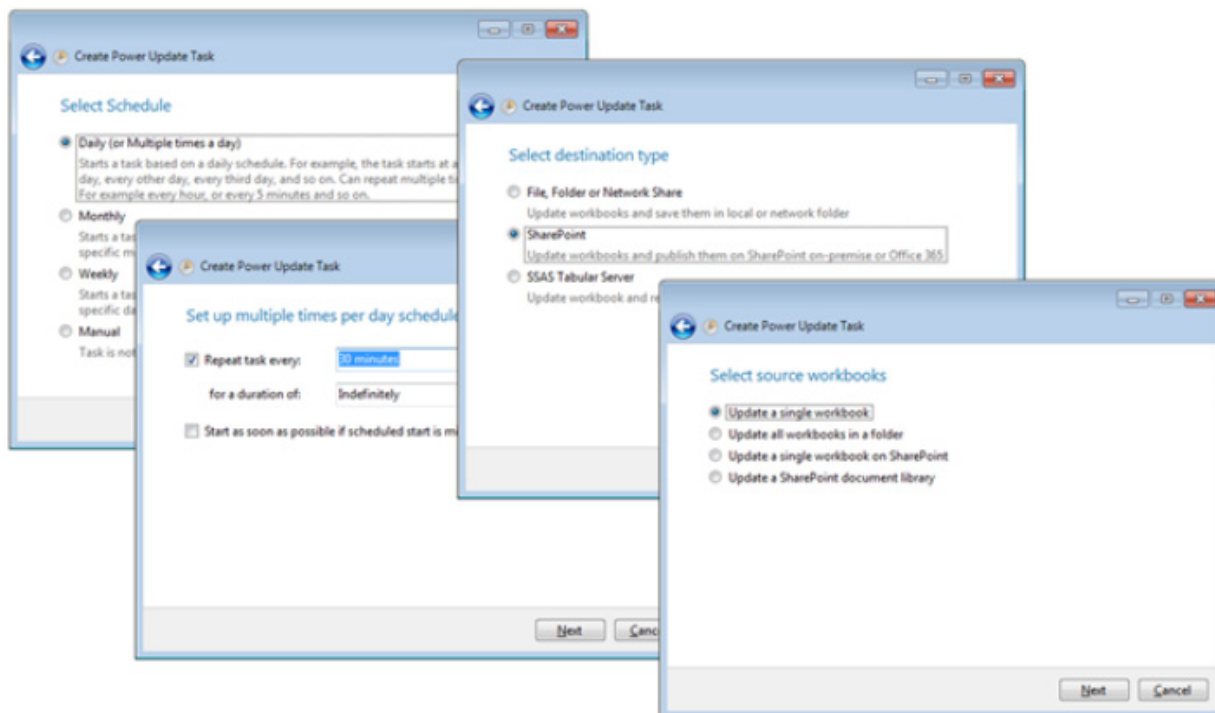 Create Power Update Task
Select Schedule
Daily (or Multiple times a day)
Starts a task based on a daily schedule. For example, the task starts at a
day, every other day, every third day, and so on. Can repeat multiple
For example every hour, or every 5 minutes and so on.
Monthly
Starts a
specific
Weekly
Starts a
specific
Manual
Task is not
Create Power Update Task
Set up multiple times per day schedule
Repeat task every:
30 minutes
for a duration of:
Indefinitely
Start as soon as possible if scheduled start is
Next
Create Power Update Task
Select destination type
File, Folder or Network Share
Update workbooks and save them in local or network folder
SharePoint
Update workbooks and publish them on SharePoint on-premise or Office 365
SSAS Tabular Server
Update workbook and
Create Power Update Task
Select source workbooks
Update a single workbook
Update all workbooks in a folder
Update a single workbook on SharePoint
Update a SharePoint document library
Next Cancel